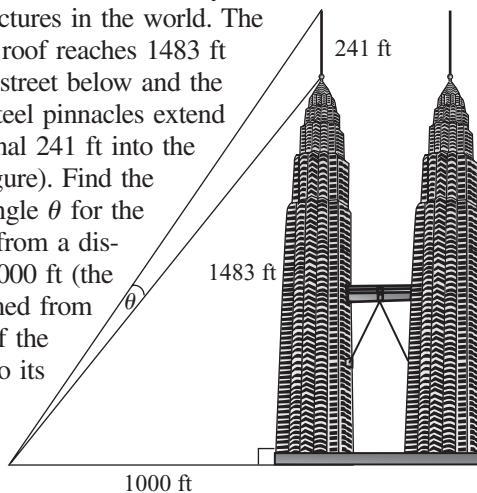 ctures in the world. The
roof reaches 1483 ft
street below and the
teel pinnacles extend
nal 241 ft into the
gure). Find the
ngle θ for the
from a dis-
000 ft (the
ned from
f the
o its
241 ft
1483 ft
θ
1000 ft